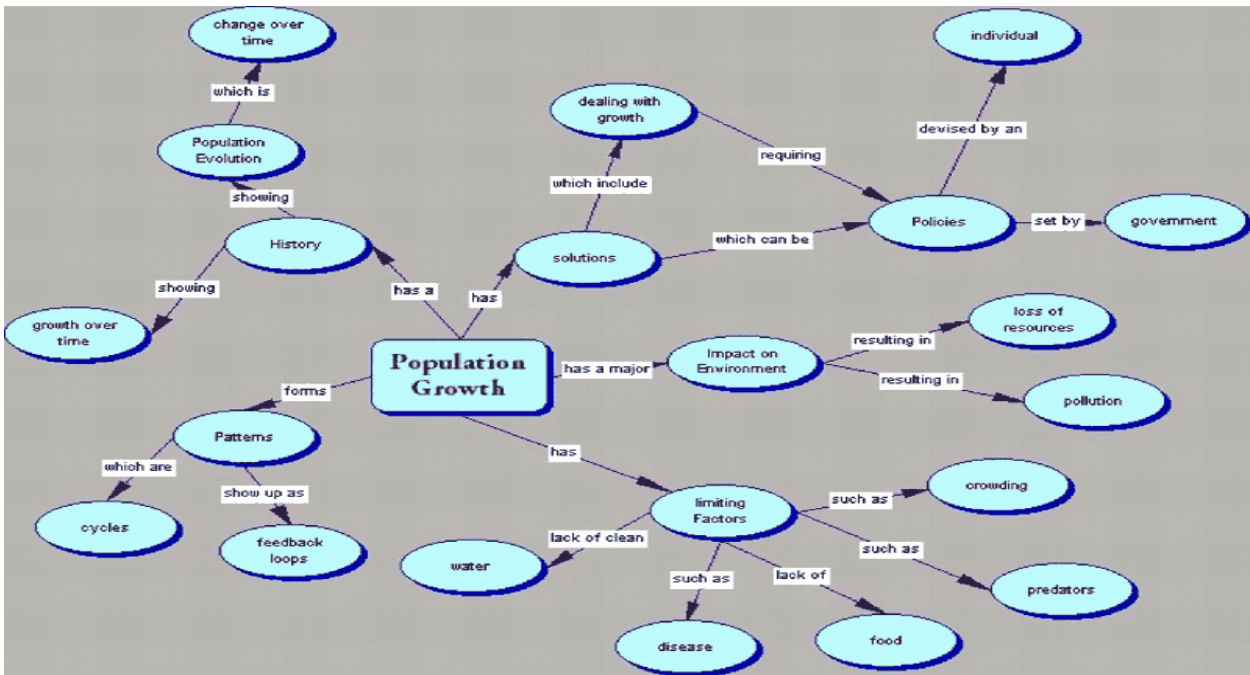 change over
time
individual
which is
dealing with
growth
devised by an
Population
Evolution
requiring
showing
which include
Policies
set by
government
History
solutions
which can be
showing
has a
has
loss of
resources
growth over
time
resulting in
Population
Growth
has a major
Impact on
Environment
resulting in
pollution
forms
Patterns
has
which are
show up as
cycles
feedback
loops
limiting
Factors
such as
crowding
lack of clean
water
such as
predators
such as
lack of
disease
food